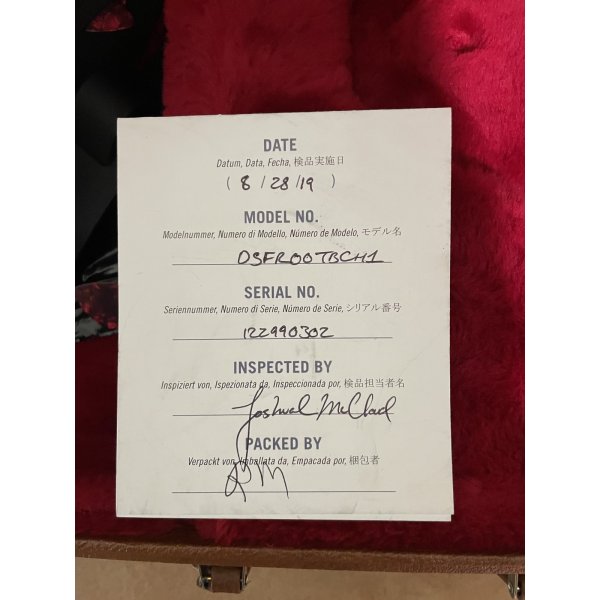 DATE
Datum, Data, Fecha, 検品実施日
( 8 / 28 / 19 )
MODEL NO.
Modelnummer, Numero di Modello, Número de Modelo, モデル名
DSFR00TBCH1
SERIAL NO.
Seriennummer, Numero di Serie, Número de Serie, シリアル番号
122990302
INSPECTED BY
Inspiziert von, Ispezionata da, Inspeccionada por, 検品担当者名
PACKED BY
Verpackt von, Imballata da, Empacada por, 梱包者